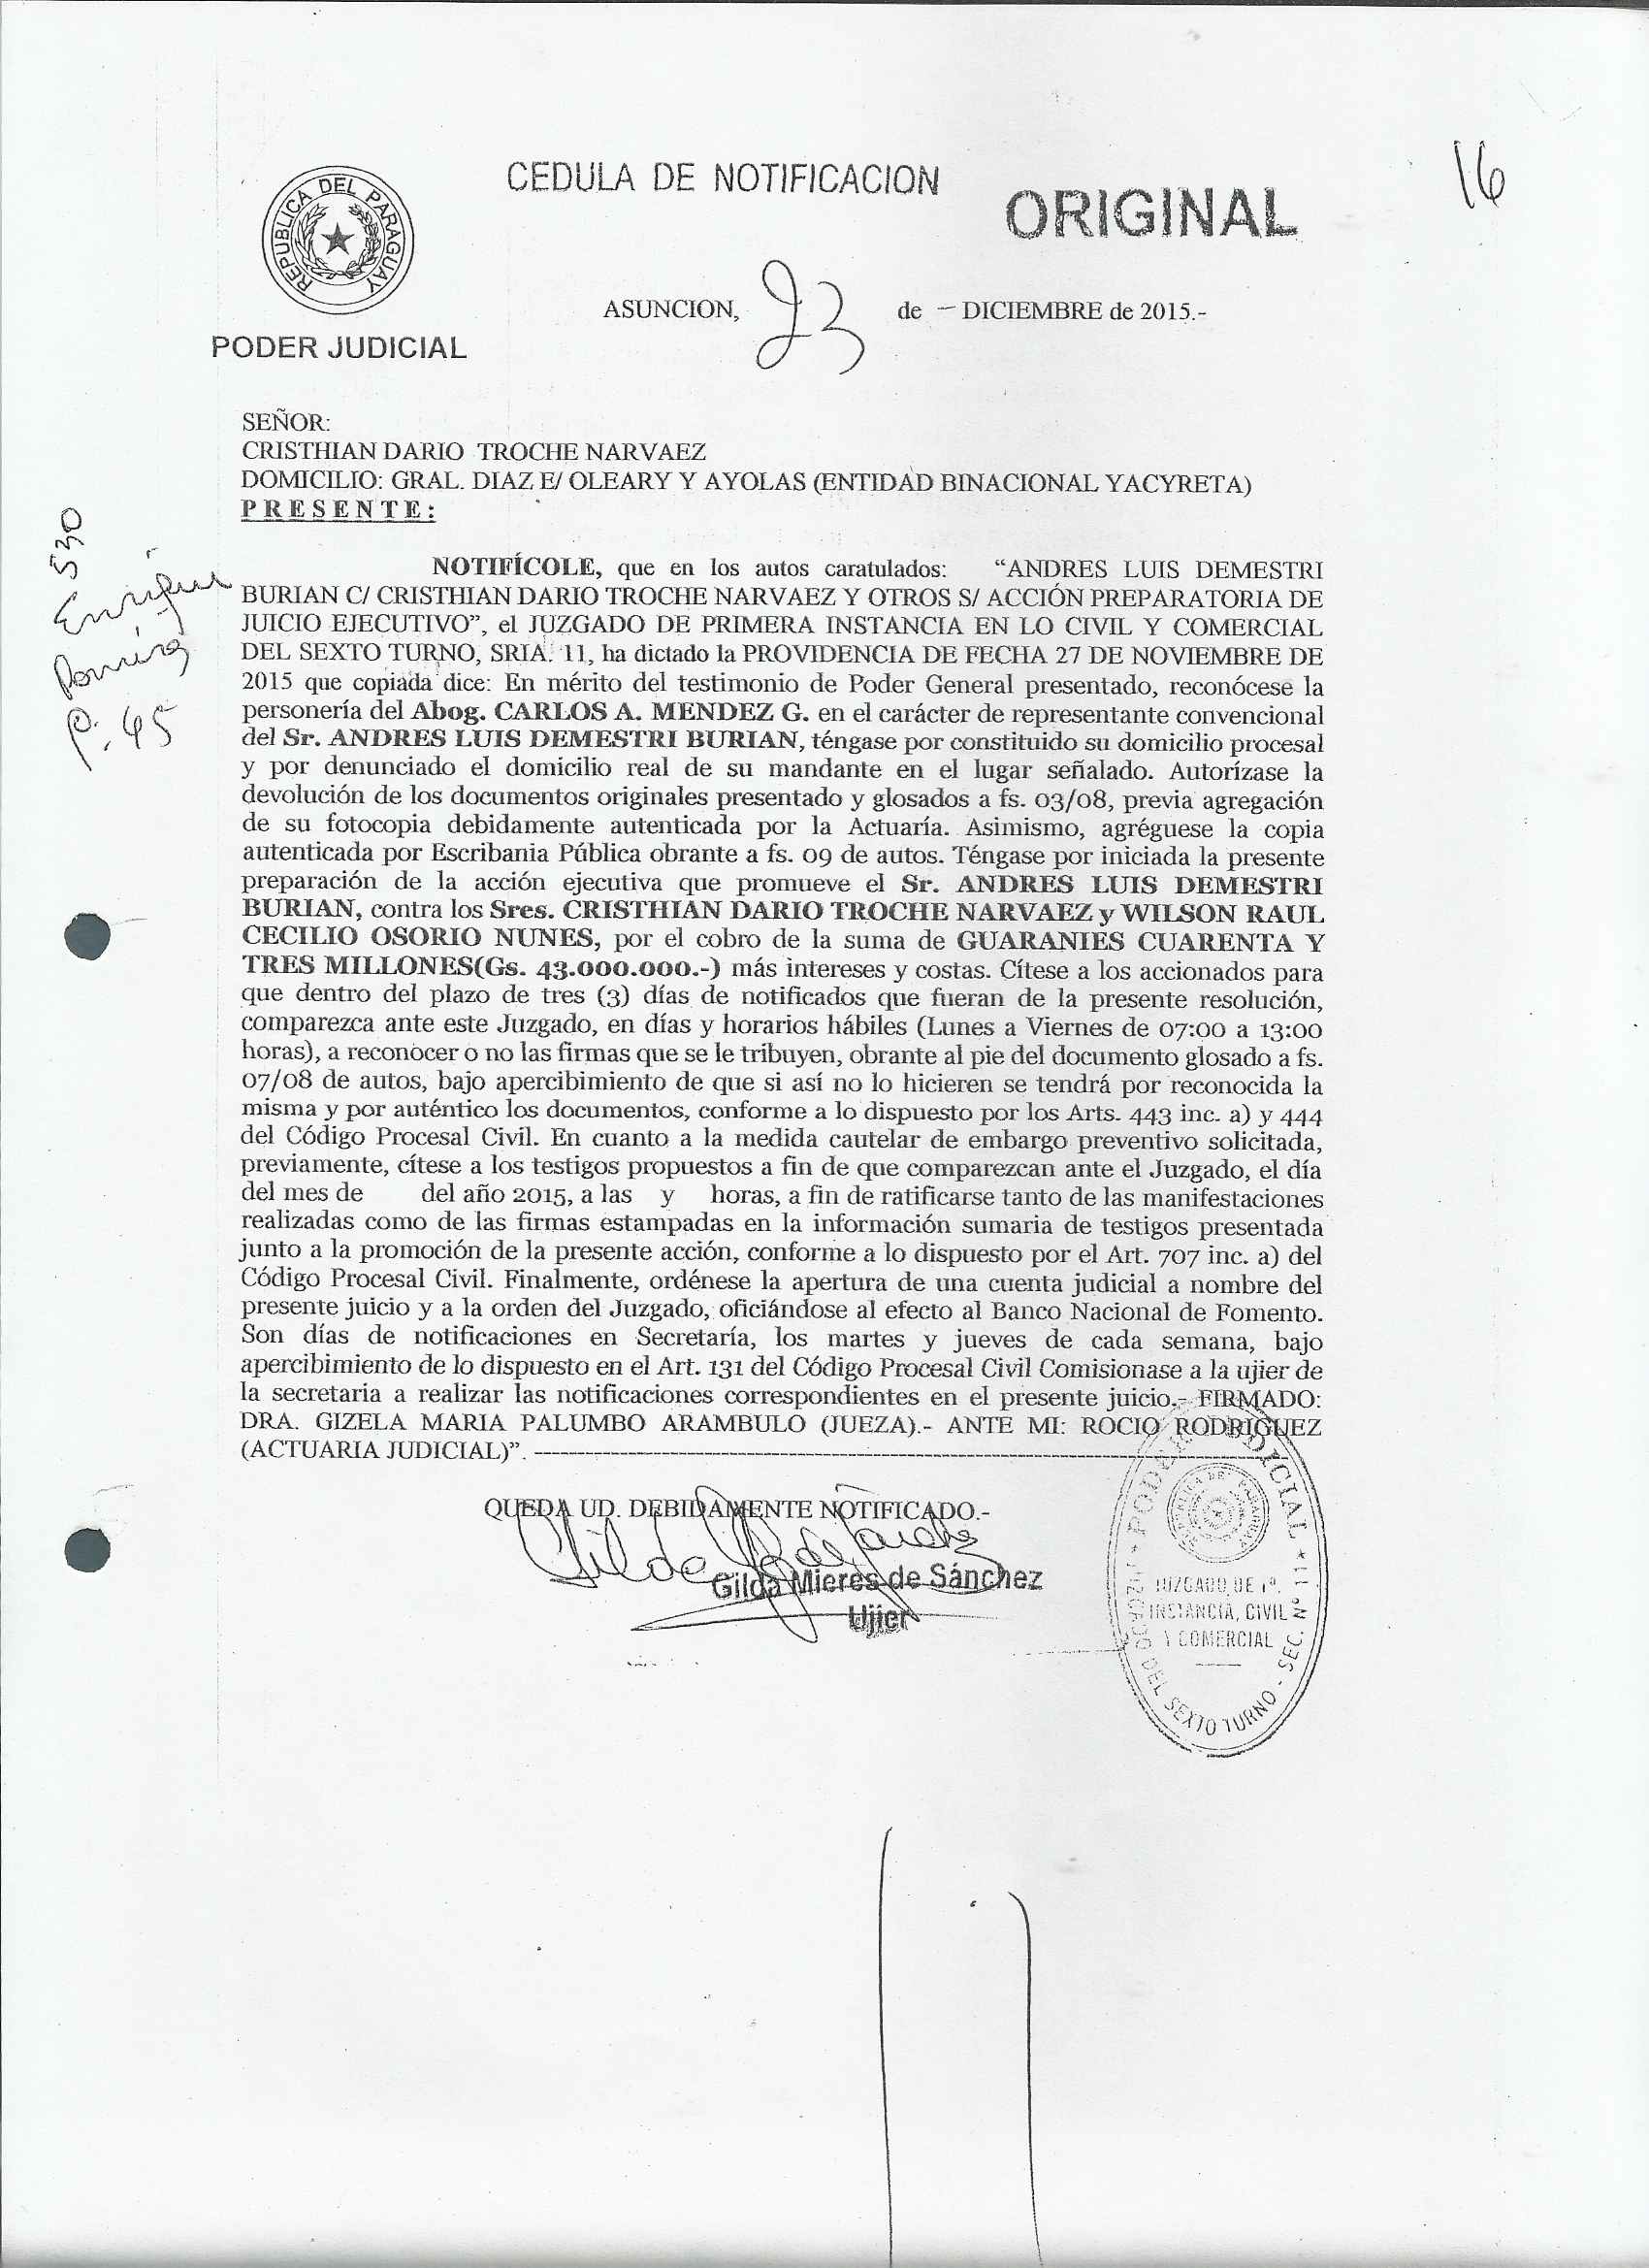 CEDULA DE NOTIFICACION
ORIGINAL
16
REPUBLICA DEL PARAGUAY
PODER JUDICIAL
ASUNCION, 23 de – DICIEMBRE de 2015.-
SEÑOR:
CRISTHIAN DARIO TROCHE NARVAEZ
DOMICILIO: GRAL. DIAZ E/ OLEARY Y AYOLAS (ENTIDAD BINACIONAL YACYRETA)
P R E S E N T E :
530
Enrique
P. 45
NOTIFÍCOLE, que en los autos caratulados: “ANDRES LUIS DEMESTRI
BURIAN C/ CRISTHIAN DARIO TROCHE NARVAEZ Y OTROS S/ ACCIÓN PREPARATORIA DE
JUICIO EJECUTIVO”, el JUZGADO DE PRIMERA INSTANCIA EN LO CIVIL Y COMERCIAL
DEL SEXTO TURNO, SRIA. 11, ha dictado la PROVIDENCIA DE FECHA 27 DE NOVIEMBRE DE
2015 que copiada dice: En mérito del testimonio de Poder General presentado, reconócese la
personería del Abog. CARLOS A. MENDEZ G. en el carácter de representante convencional
del Sr. ANDRES LUIS DEMESTRI BURIAN, téngase por constituido su domicilio procesal
y por denunciado el domicilio real de su mandante en el lugar señalado. Autorízase la
devolución de los documentos originales presentado y glosados a fs. 03/08, previa agregación
de su fotocopia debidamente autenticada por la Actuaría. Asimismo, agréguese la copia
autenticada por Escribania Pública obrante a fs. 09 de autos. Téngase por iniciada la presente
preparación de la acción ejecutiva que promueve el Sr. ANDRES LUIS DEMESTRI
BURIAN, contra los Sres. CRISTHIAN DARIO TROCHE NARVAEZ y WILSON RAUL
CECILIO OSORIO NUNES, por el cobro de la suma de GUARANIES CUARENTA Y
TRES MILLONES(Gs. 43.000.000.-) más intereses y costas. Cítese a los accionados para
que dentro del plazo de tres (3) días de notificados que fueran de la presente resolución,
comparezca ante este Juzgado, en días y horarios hábiles (Lunes a Viernes de 07:00 a 13:00
horas), a reconocer o no las firmas que se le tribuyen, obrante al pie del documento glosado a fs.
07/08 de autos, bajo apercibimiento de que si así no lo hicieren se tendrá por reconocida la
misma y por auténtico los documentos, conforme a lo dispuesto por los Arts. 443 inc. a) y 444
del Código Procesal Civil. En cuanto a la medida cautelar de embargo preventivo solicitada,
previamente, cítese a los testigos propuestos a fin de que comparezcan ante el Juzgado, el día
del mes de del año 2015, a las y horas, a fin de ratificarse tanto de las manifestaciones
realizadas como de las firmas estampadas en la información sumaria de testigos presentada
junto a la promoción de la presente acción, conforme a lo dispuesto por el Art. 707 inc. a) del
Código Procesal Civil. Finalmente, ordénese la apertura de una cuenta judicial a nombre del
presente juicio y a la orden del Juzgado, oficiándose al efecto al Banco Nacional de Fomento.
Son días de notificaciones en Secretaría, los martes y jueves de cada semana, bajo
apercibimiento de lo dispuesto en el Art. 131 del Código Procesal Civil Comisionase a la ujier de
la secretaria a realizar las notificaciones correspondientes en el presente juicio.- FIRMADO:
DRA. GIZELA MARIA PALUMBO ARAMBULO (JUEZA).- ANTE MI: ROCIO RODRIGUEZ
(ACTUARIA JUDICIAL)”. ------------------------------------------------------------
QUEDA UD. DEBIDAMENTE NOTIFICADO.-
Gilda M. de Sánchez
Gilda Mieres de Sánchez
Ujier
PODER JUDICIAL
JUZGADO DE 1ª.
INSTANCIA, CIVIL
Y COMERCIAL
JUZGADO DEL SEXTO TURNO - SEC. Nº 11